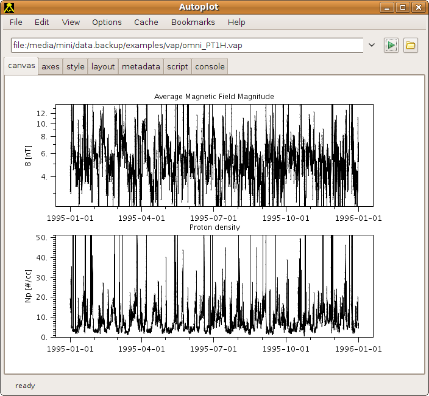 Autoplot
File Edit View Options Cache Bookmarks Help
file:/media/mini/data.backup/examples/vap/omni_PT1H.vap
canvas axes style layout metadata script console
Average Magnetic Field Magnitude
12.
10.
8.
6.
4.
B [nT]
1995-01-01 1995-04-01 1995-07-01 1995-10-01 1996-01-01
Proton density
50.
40.
30.
20.
10.
0.
Np [#/cc]
1995-01-01 1995-04-01 1995-07-01 1995-10-01 1996-01-01
ready